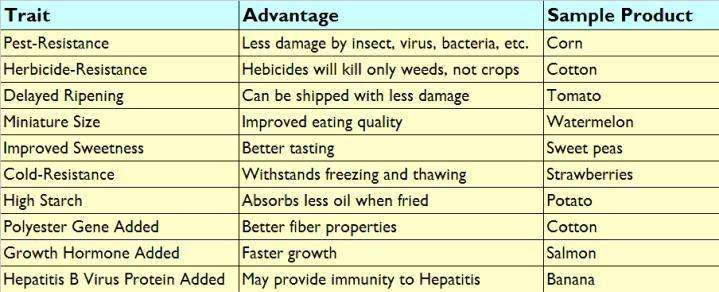 Trait Advantage Sample Product
Pest-Resistance Less damage by insect, virus, bacteria, etc. Corn
Herbicide-Resistance Hebicides will kill only weeds, not crops Cotton
Delayed Ripening Can be shipped with less damage Tomato
Miniature Size Improved eating quality Watermelon
Improved Sweetness Better tasting Sweet peas
Cold-Resistance Withstands freezing and thawing Strawberries
High Starch Absorbs less oil when fried Potato
Polyester Gene Added Better fiber properties Cotton
Growth Hormone Added Faster growth Salmon
Hepatitis B Virus Protein Added May provide immunity to Hepatitis Banana